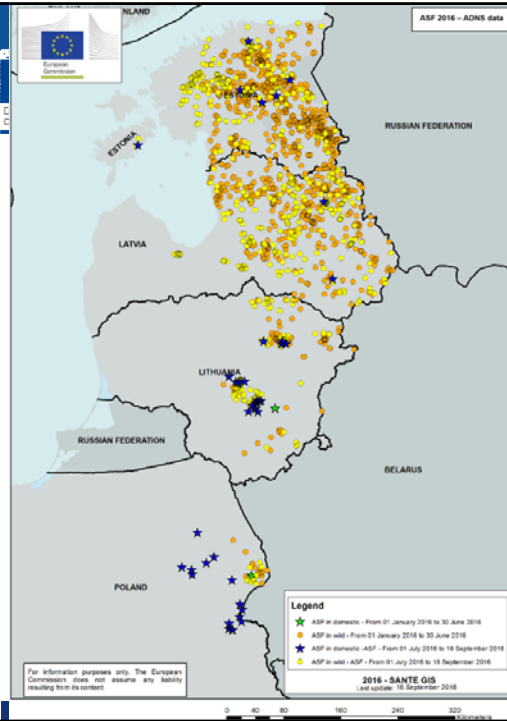 NLAND
ASF 2016 – ADNS data
European
Commission
ESTONIA
RUSSIAN FEDERATION
ESTONIA
LATVIA
LITHUANIA
RUSSIAN FEDERATION
BELARUS
POLAND
Legend
ASF in domestic - From 01 January 2016 to 30 June 2016
ASF in wild - From 01 January 2016 to 30 June 2016
ASF in domestic -ASF - From 01 July 2016 to 16 September 2016
ASF in wild - ASF - From 01 July 2016 to 16 September 2016
For information purposes only. The European
Commission does not assume any liability
resulting from its content
2016 - SANTE GIS
Last update: 16 September 2016
0 40 80 160 240 320
Kilometers